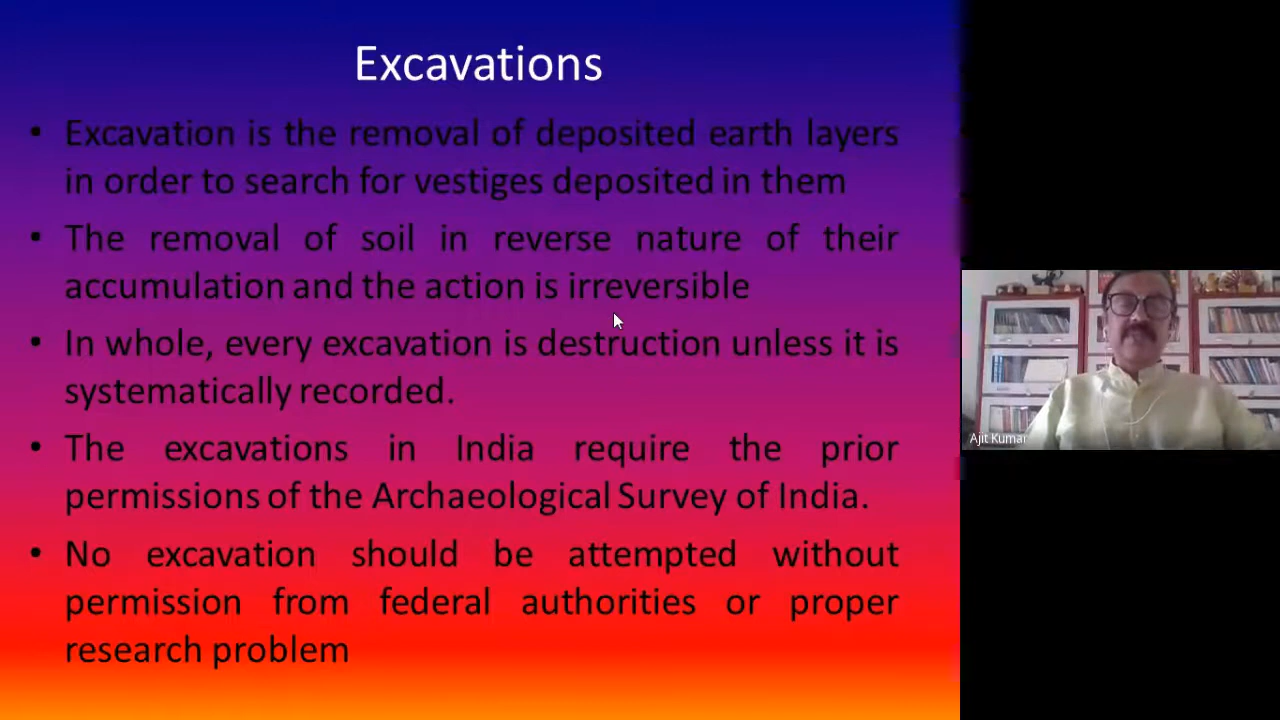 Excavations
• Excavation is the removal of deposited earth layers
in order to search for vestiges deposited in them
• The removal of soil in reverse nature of their
accumulation and the action is irreversible
• In whole, every excavation is destruction unless it is
systematically recorded.
• The excavations in India require the prior
permissions of the Archaeological Survey of India.
• No excavation should be attempted without
permission from federal authorities or proper
research problem
Ajit Kumar